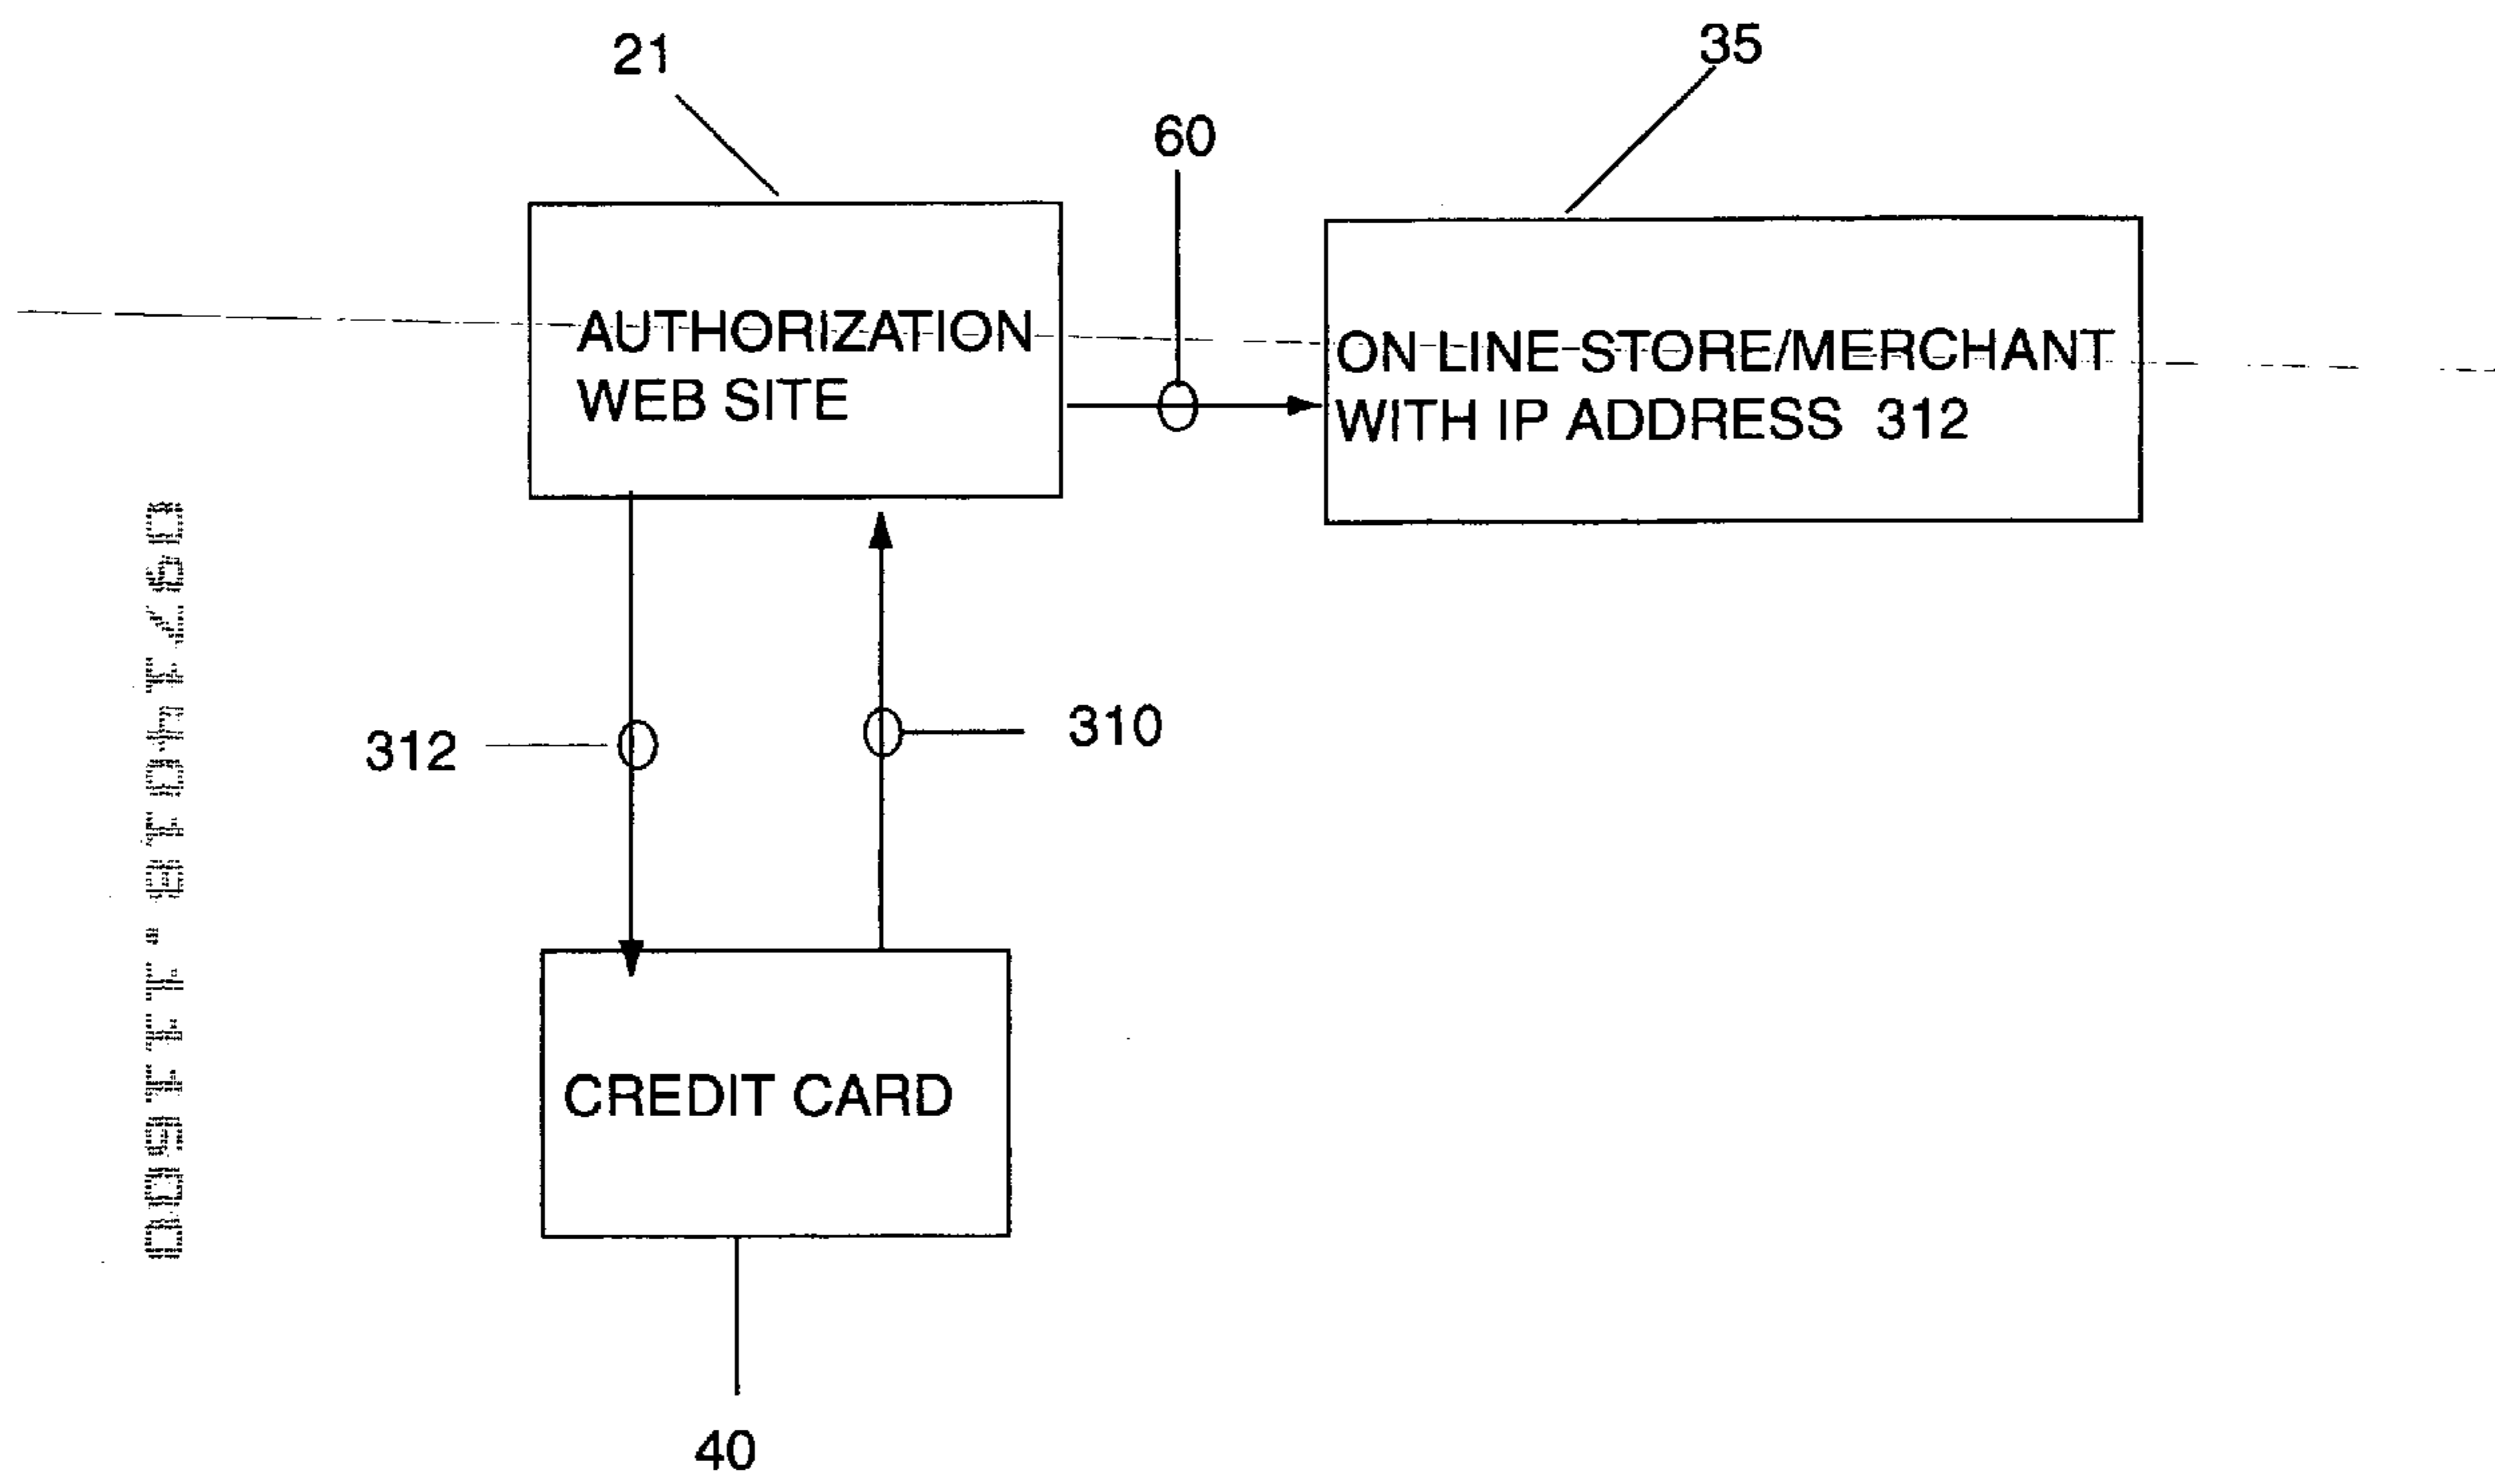 21
35
60
AUTHORIZATION
WEB SITE
ON LINE STORE/MERCHANT
WITH IP ADDRESS 312
312
310
CREDIT CARD
40